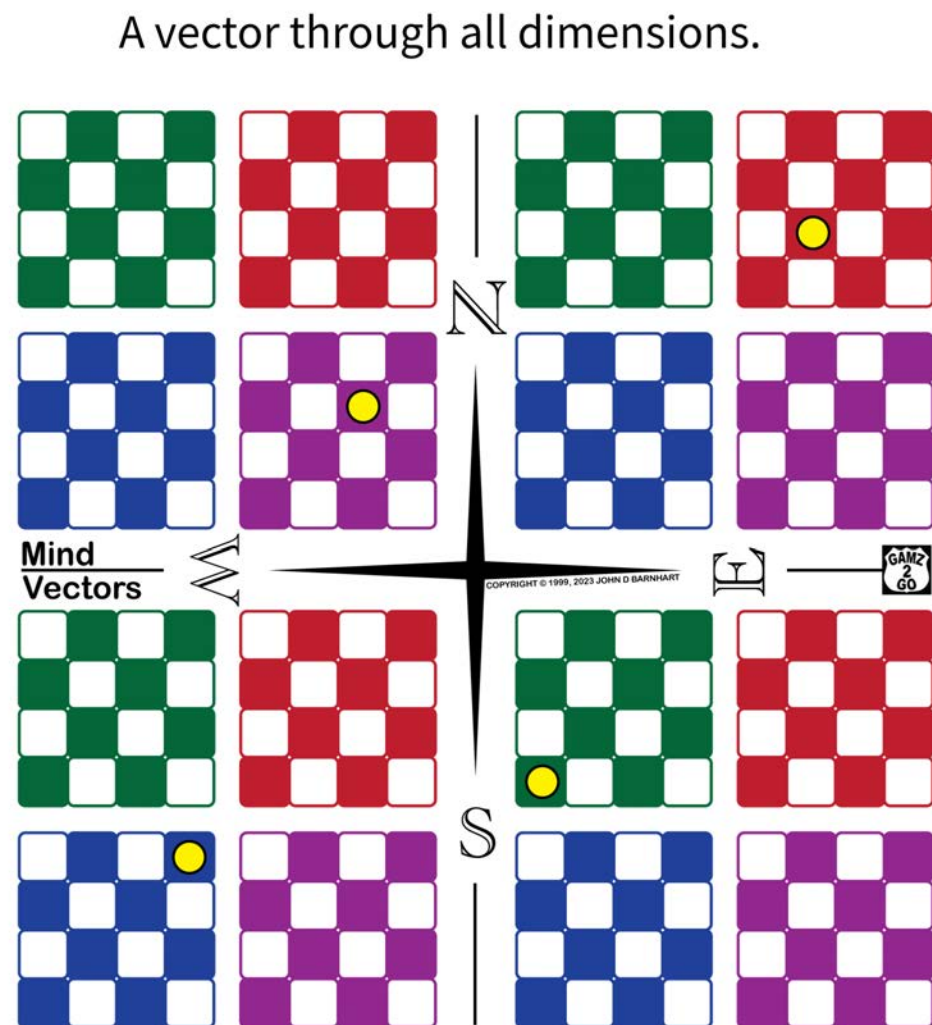 A vector through all dimensions.
N
Mind
Vectors
W
E
COPYRIGHT © 1999, 2023 JOHN D BARNHART
GAMZ
2
GO
S